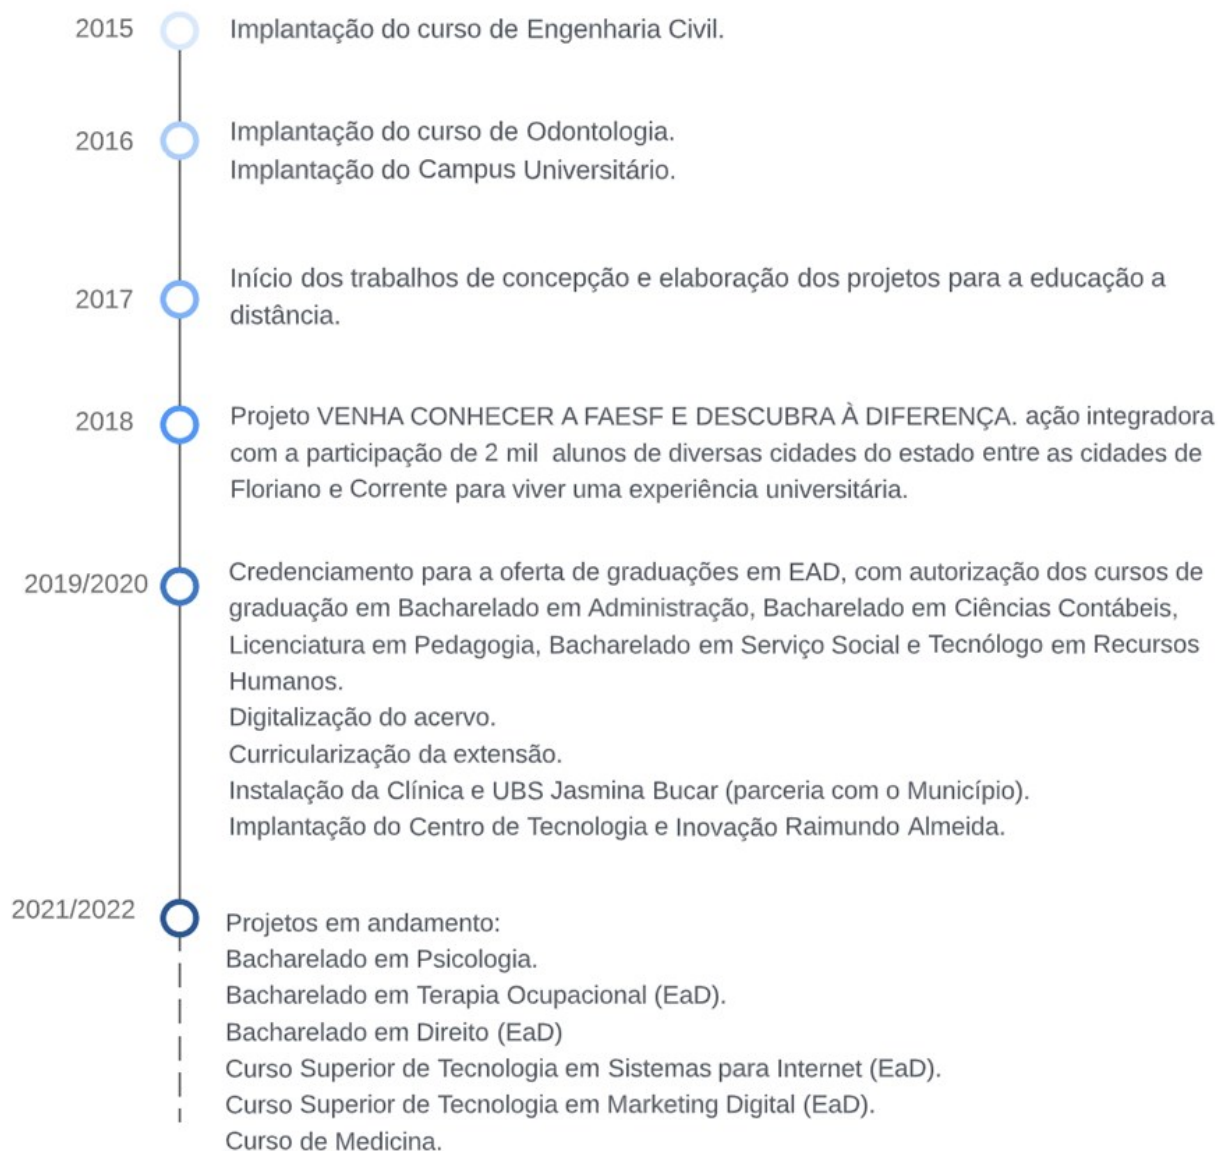 2015
Implantação do curso de Engenharia Civil.
2016
Implantação do curso de Odontologia.
Implantação do Campus Universitário.
2017
Início dos trabalhos de concepção e elaboração dos projetos para a educação a
distância.
2018
Projeto VENHA CONHECER A FAESF E DESCUBRA À DIFERENÇA. ação integradora
com a participação de 2 mil alunos de diversas cidades do estado entre as cidades de
Floriano e Corrente para viver uma experiência universitária.
2019/2020
Credenciamento para a oferta de graduações em EAD, com autorização dos cursos de
graduação em Bacharelado em Administração, Bacharelado em Ciências Contábeis,
Licenciatura em Pedagogia, Bacharelado em Serviço Social e Tecnólogo em Recursos
Humanos.
Digitalização do acervo.
Curricularização da extensão.
Instalação da Clínica e UBS Jasmina Bucar (parceria com o Município).
Implantação do Centro de Tecnologia e Inovação Raimundo Almeida.
2021/2022
Projetos em andamento:
Bacharelado em Psicologia.
Bacharelado em Terapia Ocupacional (EaD).
Bacharelado em Direito (EaD)
Curso Superior de Tecnologia em Sistemas para Internet (EaD).
Curso Superior de Tecnologia em Marketing Digital (EaD).
Curso de Medicina.